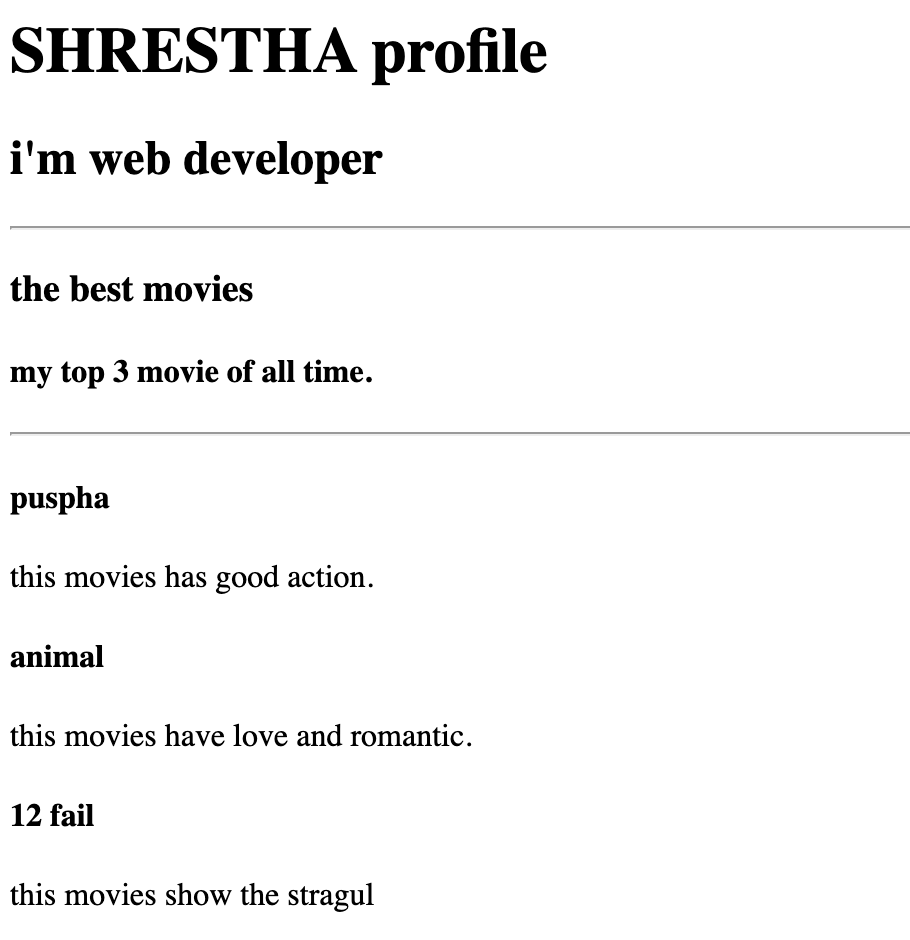 SHRESTHA profile
i'm web developer
the best movies
my top 3 movie of all time.
puspha
this movies has good action.
animal
this movies have love and romantic.
12 fail
this movies show the stragul